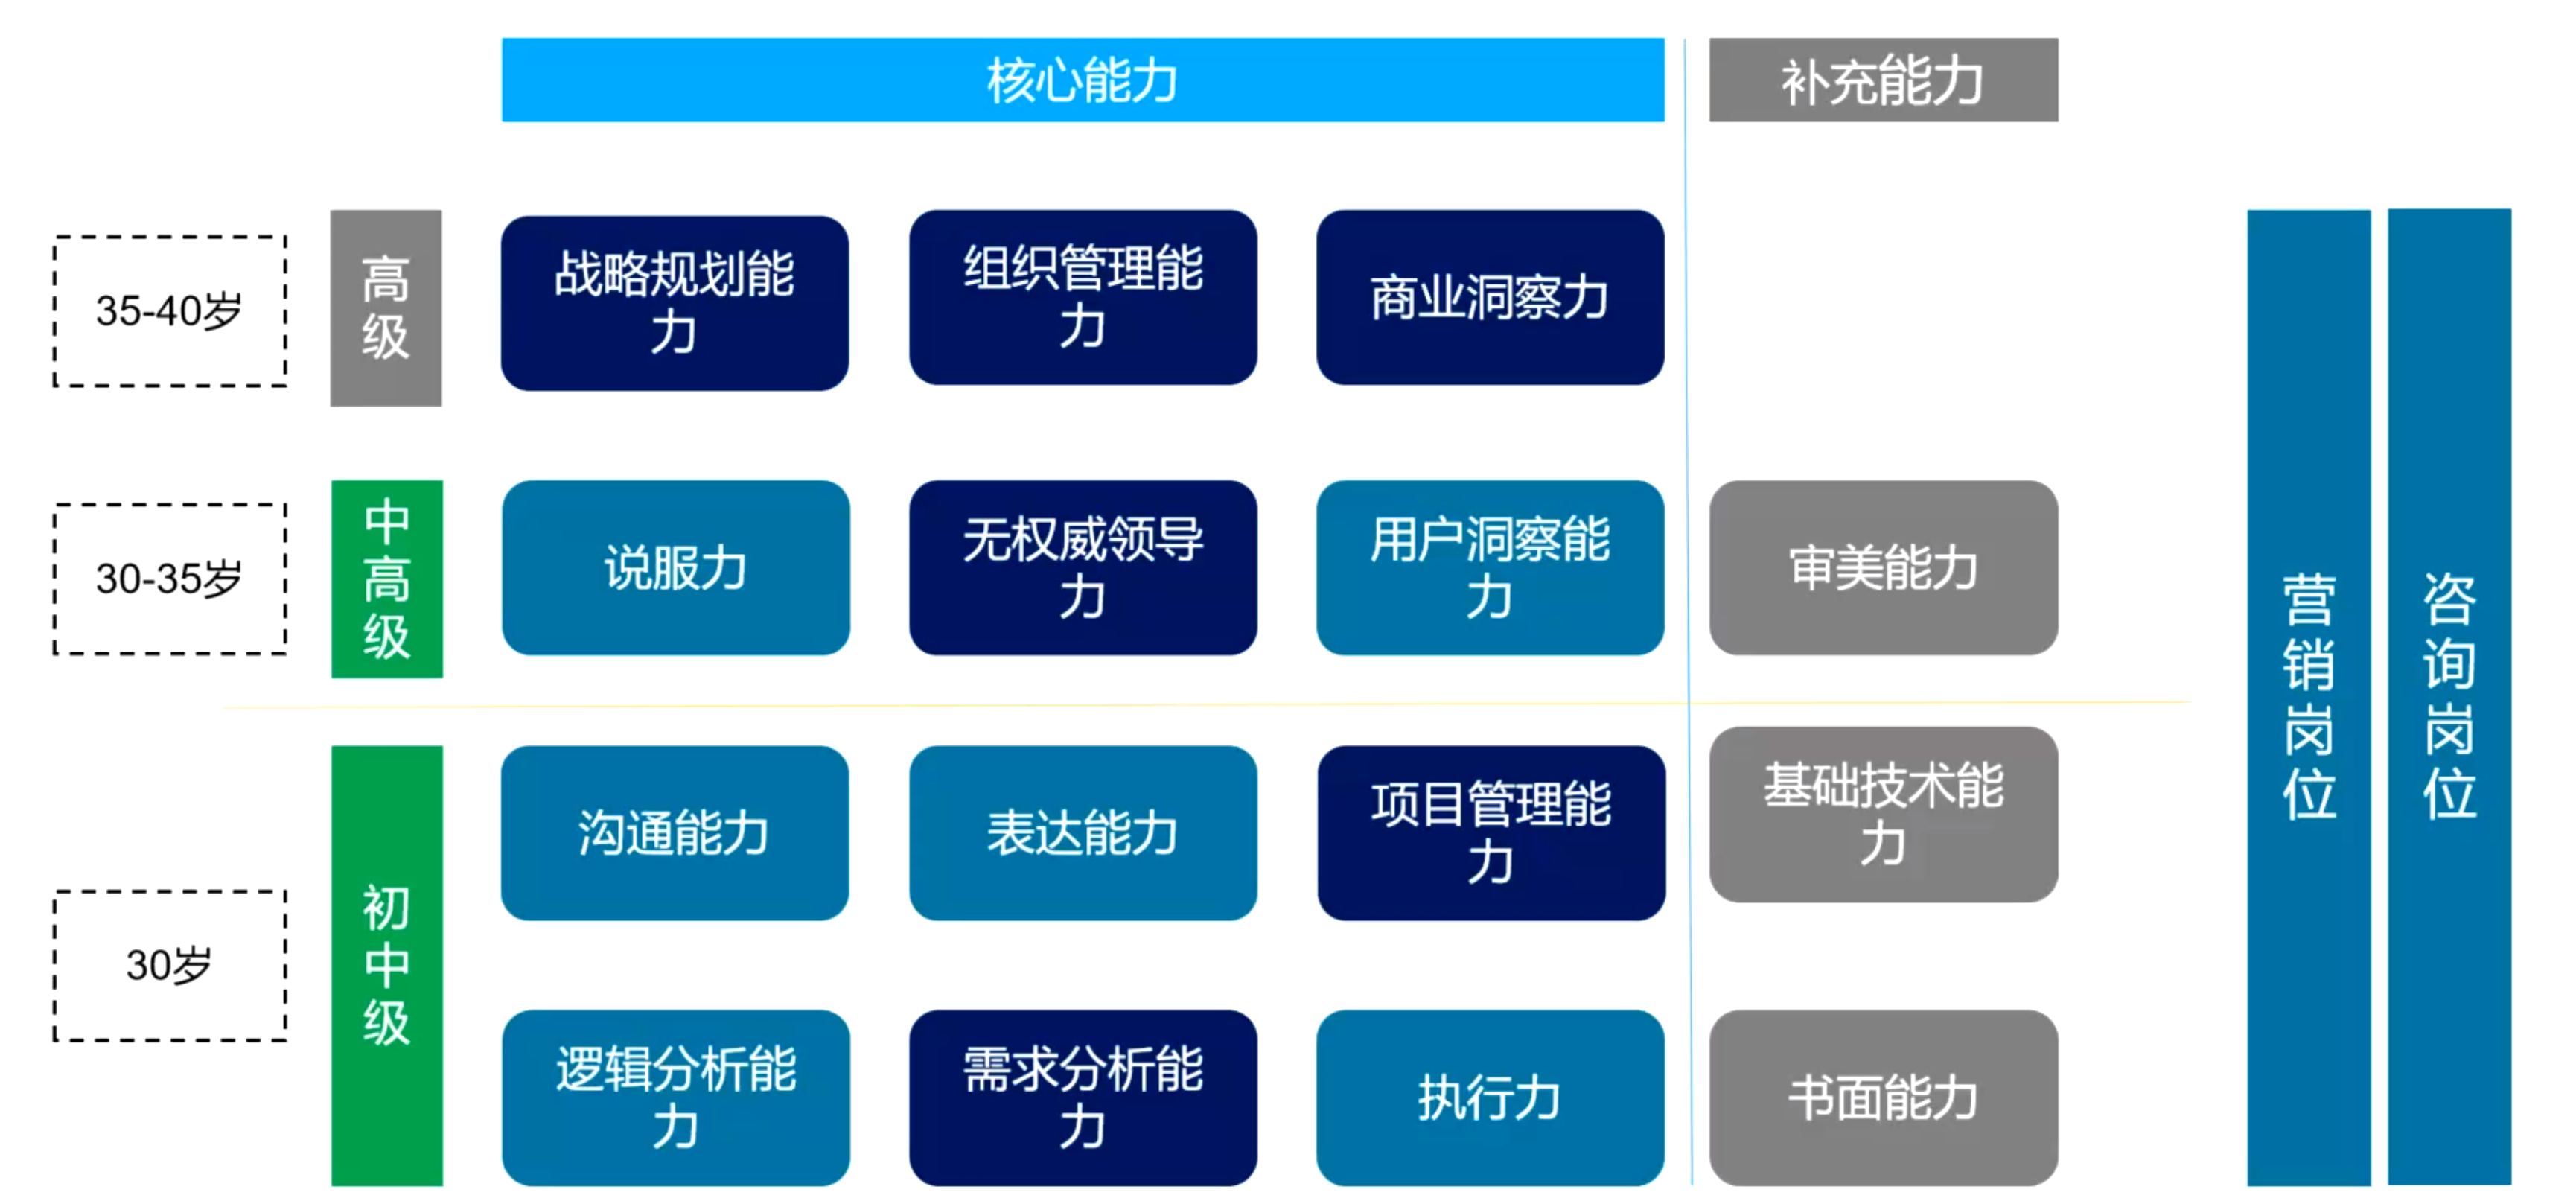 核心能力
补充能力
35-40岁
高
级
战略规划能
力
组织管理能
力
商业洞察力
30-35岁
中
高
级
说服力
无权威领导
力
用户洞察能
力
审美能力
30岁
初
中
级
沟通能力
表达能力
项目管理能
力
基础技术能
力
逻辑分析能
力
需求分析能
力
执行力
书面能力
营
销
岗
位
咨
询
岗
位